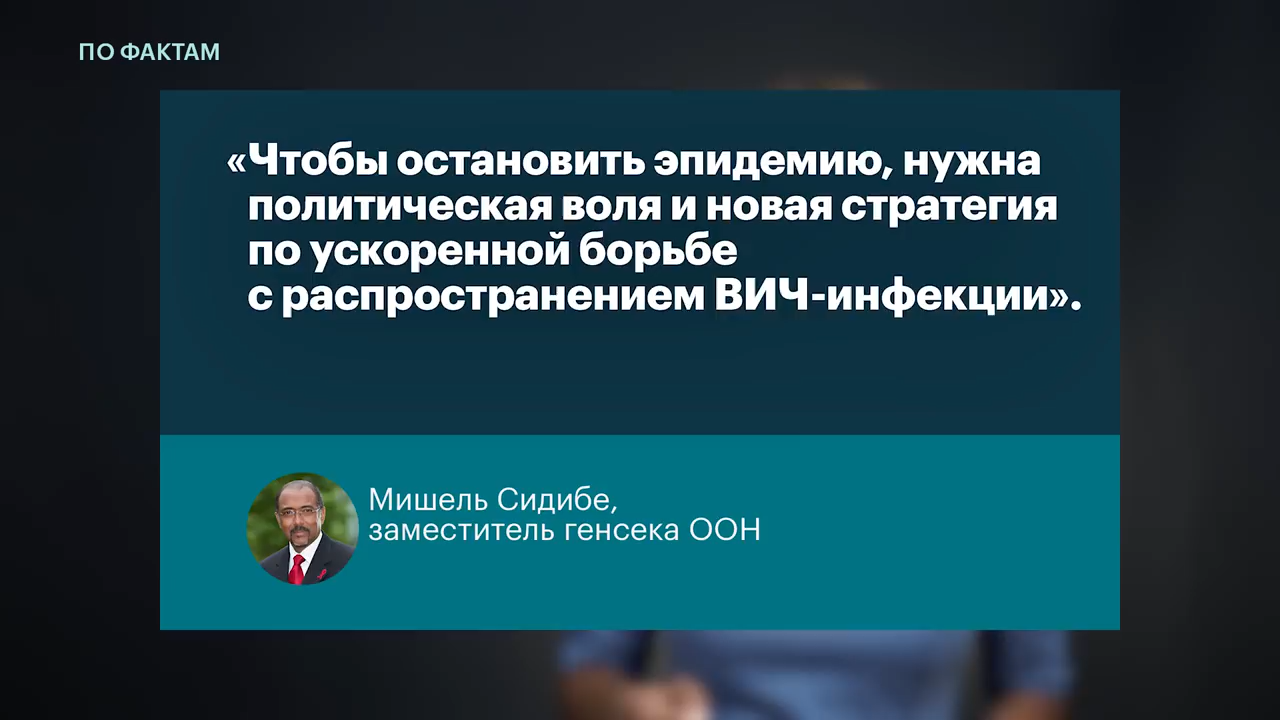 ПО ФАКТАМ
«Чтобы остановить эпидемию, нужна
политическая воля и новая стратегия
по ускоренной борьбе
с распространением ВИЧ-инфекции».
Мишель Сидибе,
заместитель генсека ООН